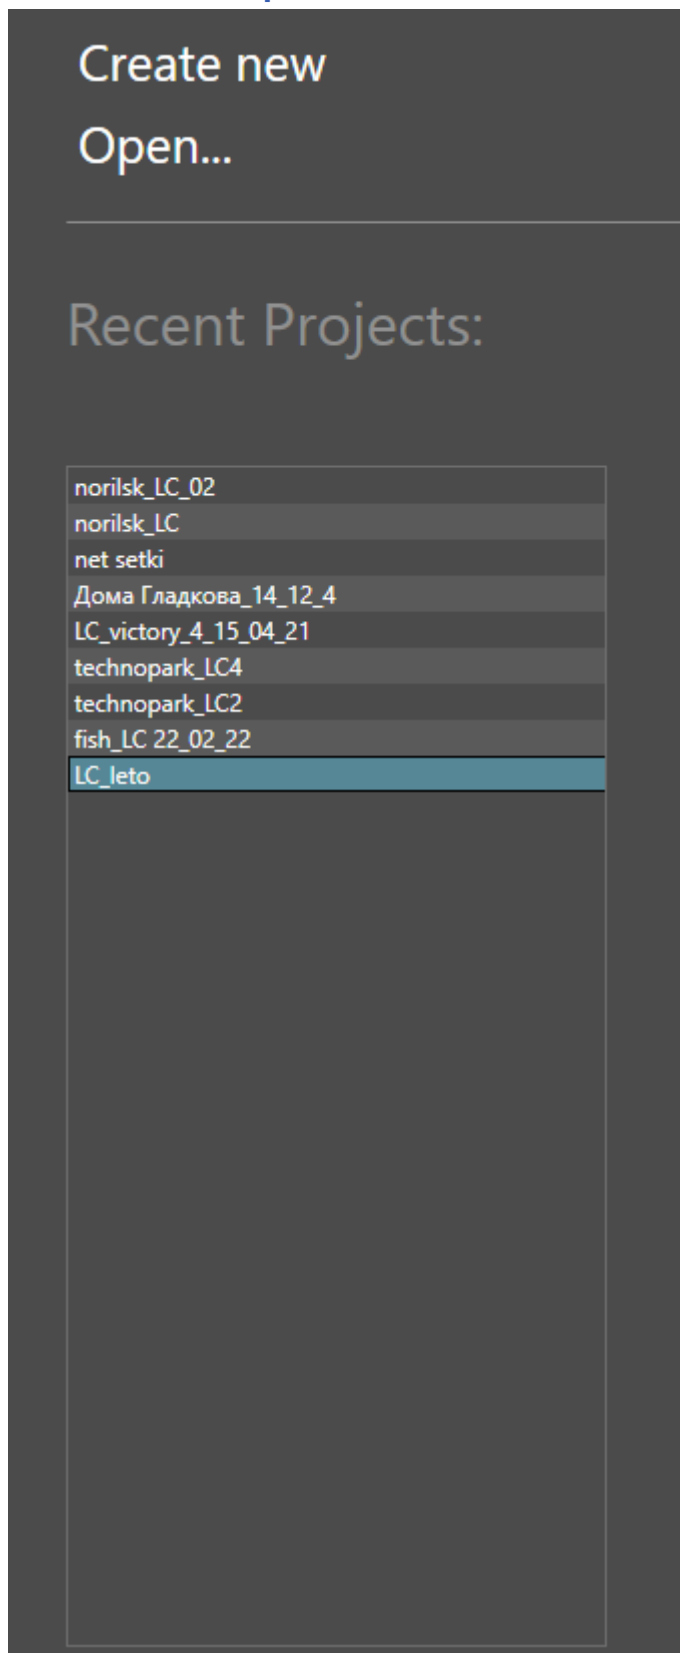 Create new
Open...
Recent Projects:
norilsk_LC_02
norilsk_LC
net setki
Дома Гладкова_14_12_4
LC_victory_4_15_04_21
technopark_LC4
technopark_LC2
fish_LC 22_02_22
LC_leto